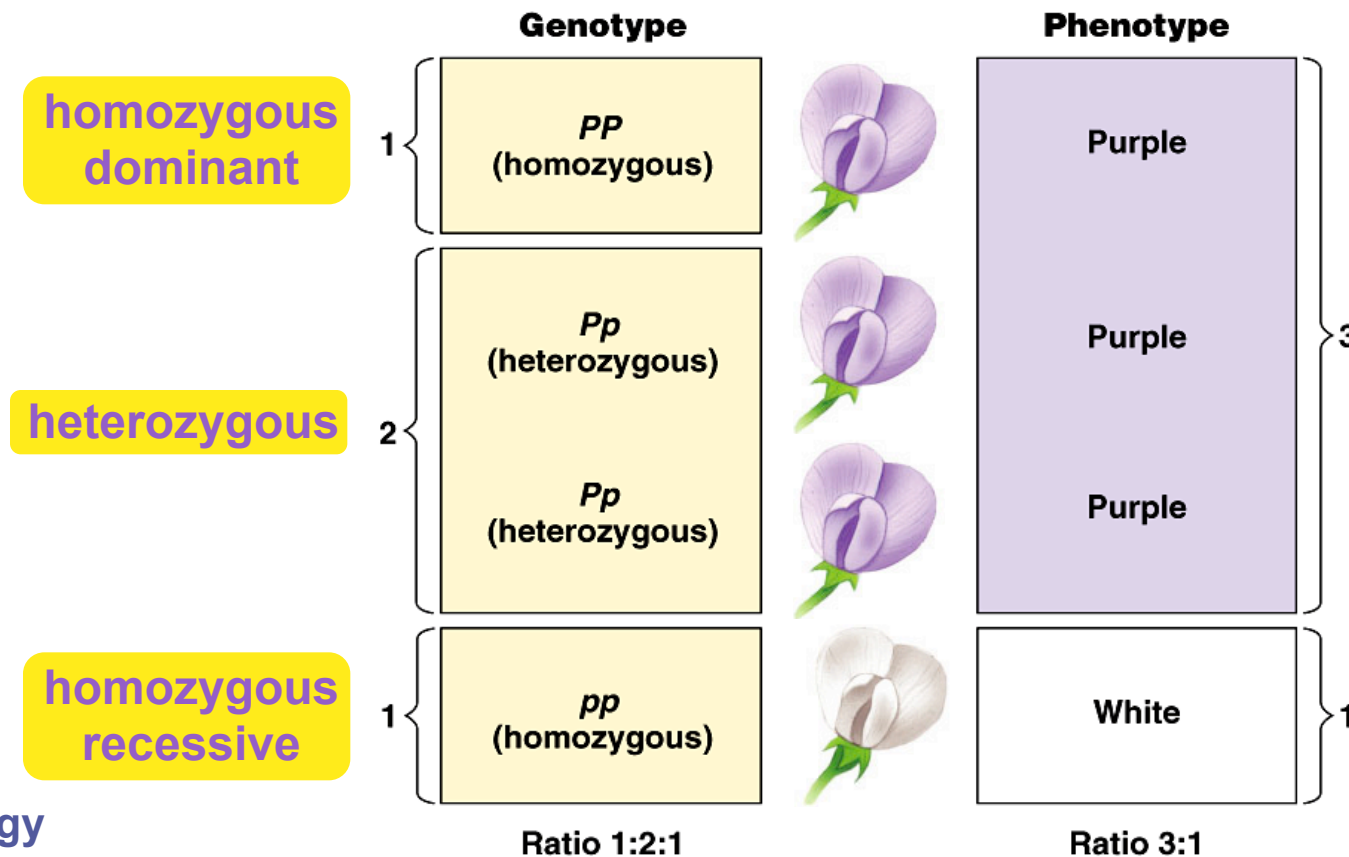 Genotype
Phenotype
homozygous
dominant
1
PP
(homozygous)
Purple
heterozygous
2
Pp
(heterozygous)
Purple
3
Pp
(heterozygous)
Purple
homozygous
recessive
1
pp
(homozygous)
White
1
gy
Ratio 1:2:1
Ratio 3:1